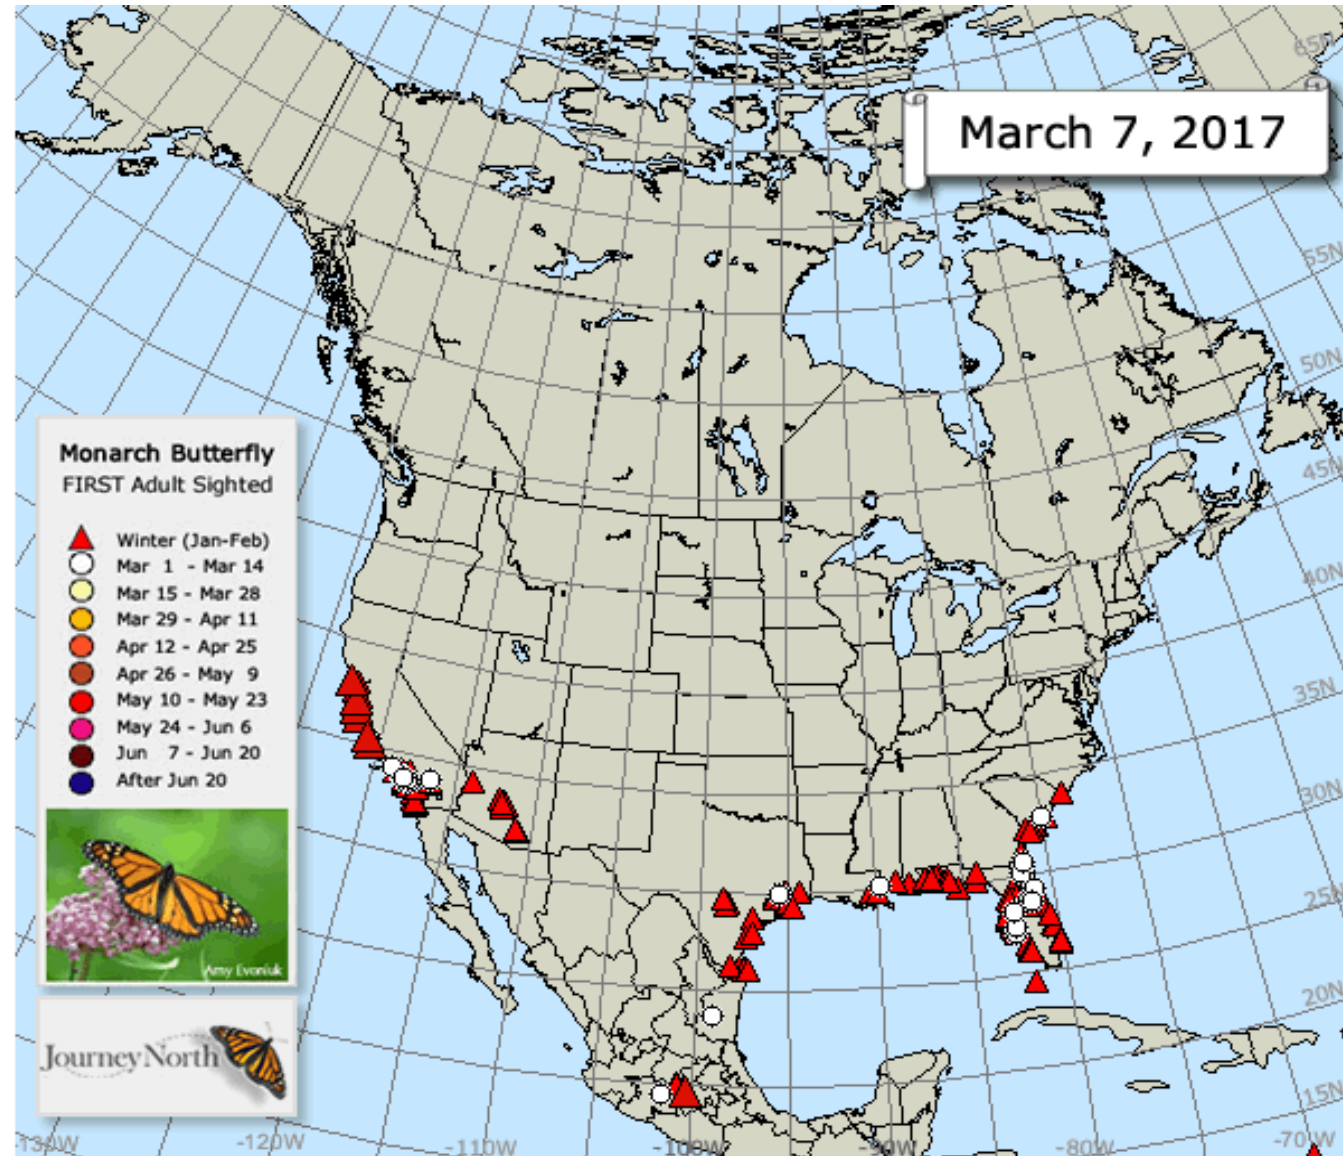 65N
March 7, 2017
55N
50N
45N
40N
35N
30N
25N
20N
15N
Monarch Butterfly
FIRST Adult Sighted
Winter (Jan-Feb)
Mar 1 - Mar 14
Mar 15 - Mar 28
Mar 29 - Apr 11
Apr 12 - Apr 25
Apr 26 - May 9
May 10 - May 23
May 24 - Jun 6
Jun 7 - Jun 20
After Jun 20
Amy Evoniuk
Journey North
-130W -120W -110W -100W -90W -80W -70W